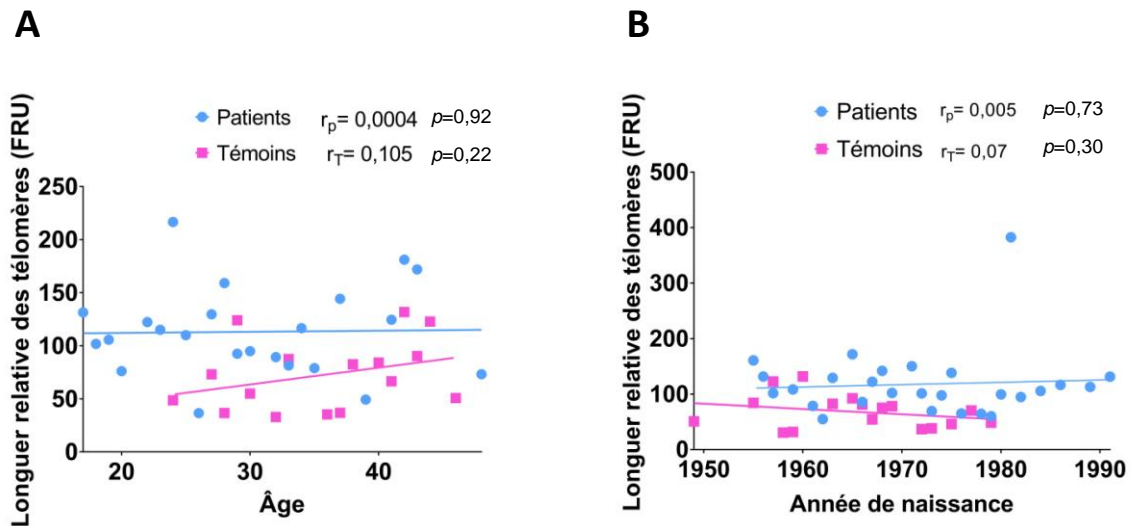 A
Patients rp= 0,0004 p=0,92
Témoins rT= 0,105 p=0,22
Longuer relative des télomères (FRU)
250
200
150
100
50
0
20 30 40
Âge
B
Patients rp= 0,005 p=0,73
Témoins rT= 0,07 p=0,30
Longuer relative des télomères (FRU)
500
400
300
200
100
0
1950 1960 1970 1980 1990
Année de naissance